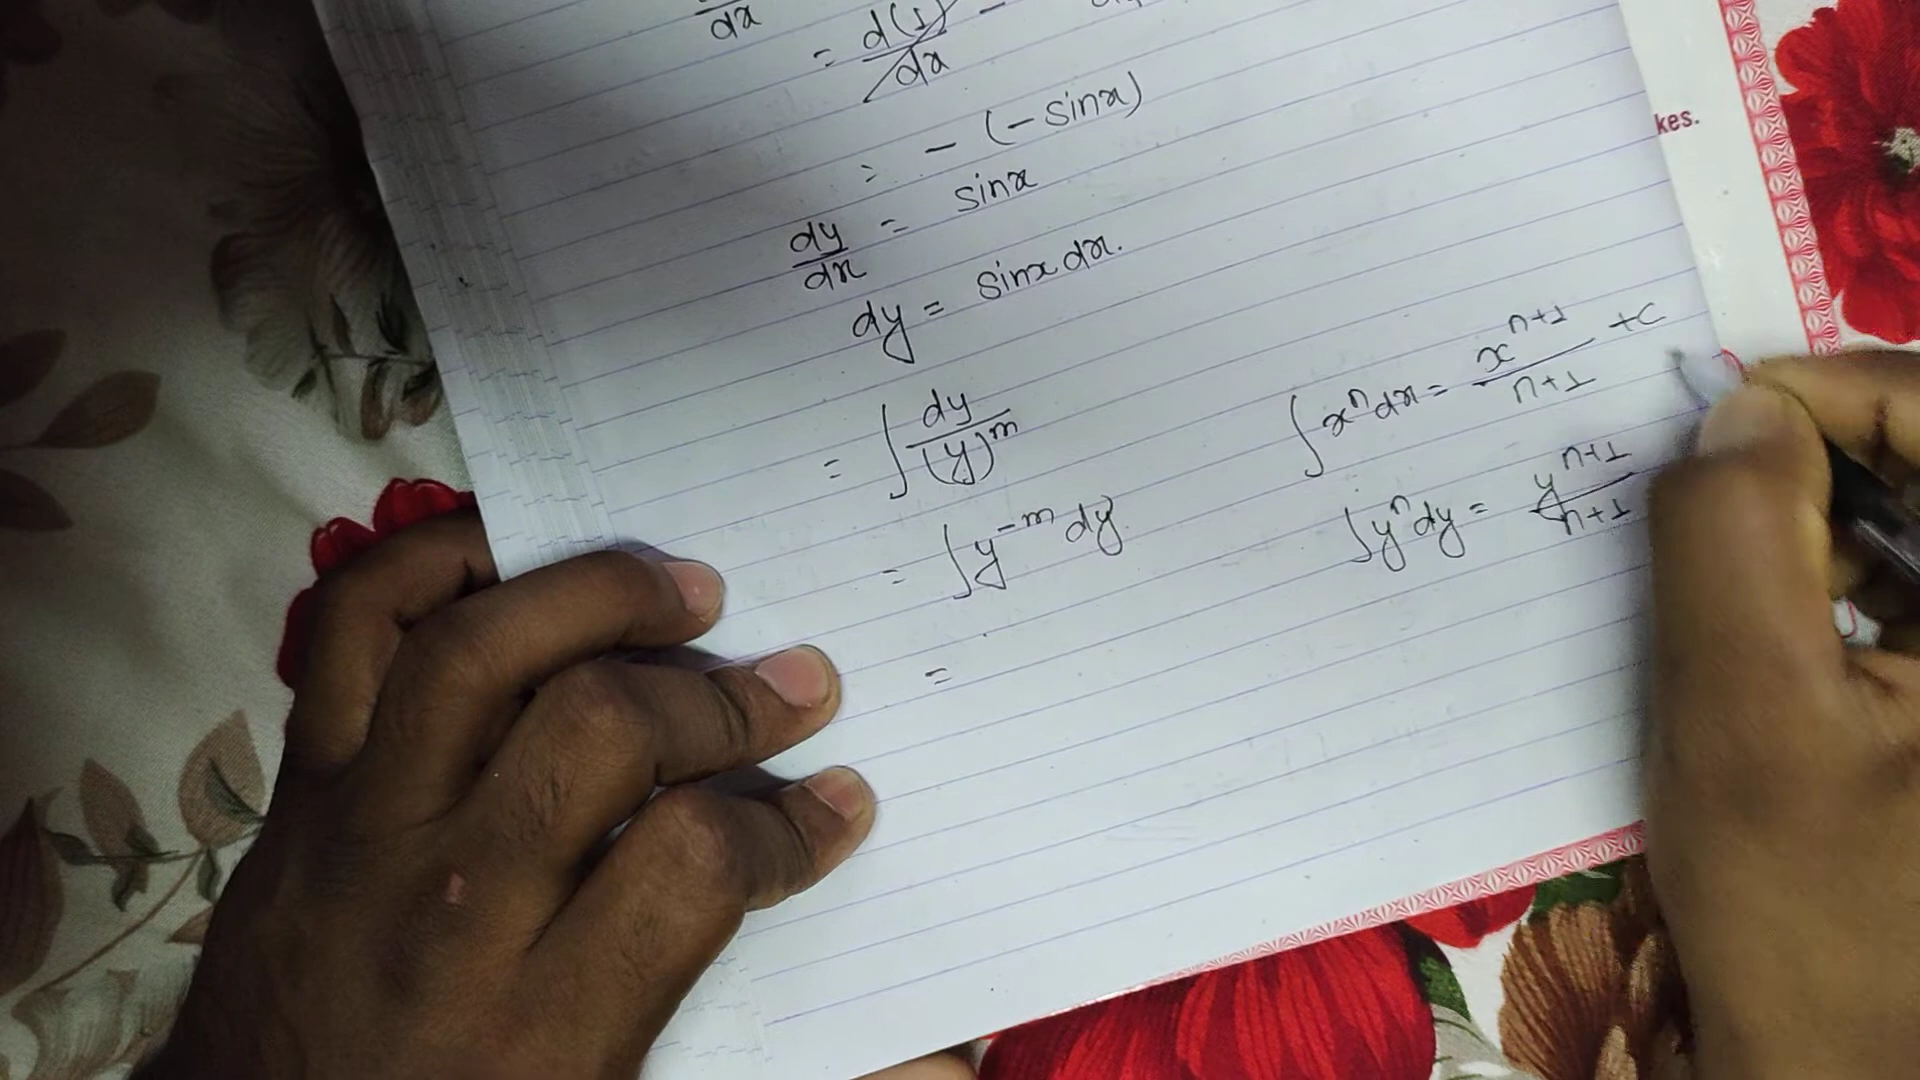 dx
= d(1)/dx -
= - (- sinx)
dy/dx = sinx
dy = sinx dx.
= ∫ dy/(y)^m
= ∫ y^-m dy
=
∫ x^n dx = x^n+1/n+1 + c
∫ y^n dy = y^n+1/n+1
kes.